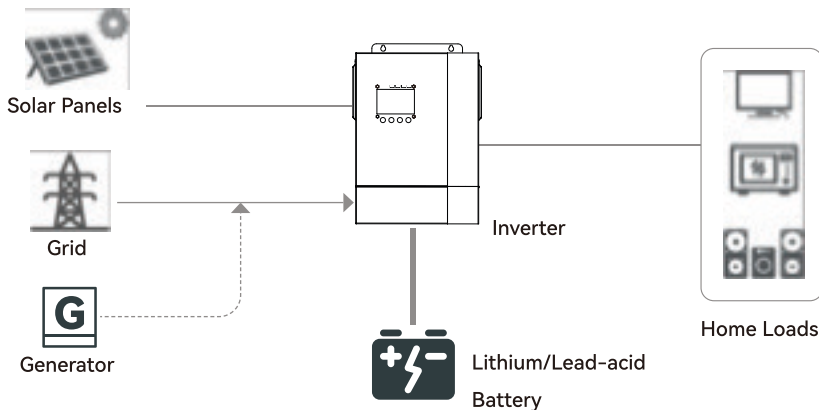 Solar Panels
Grid
G
Generator
Inverter
Lithium/Lead-acid
Battery
Home Loads